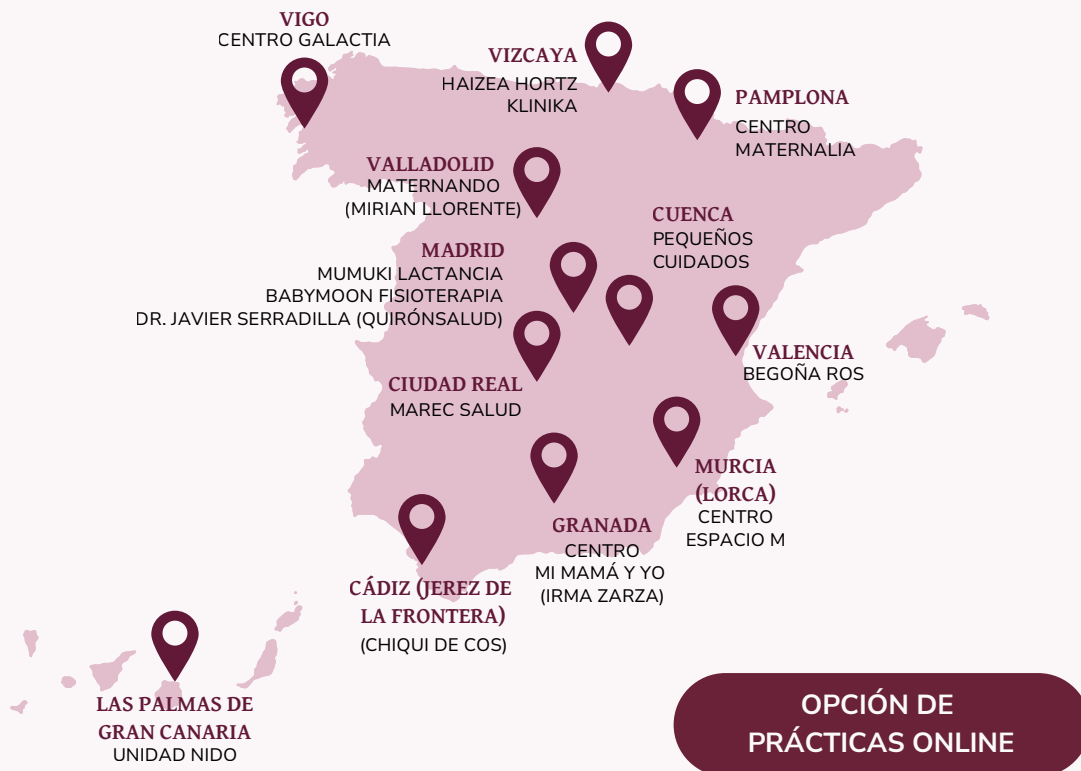 VIGO
CENTRO GALACTIA
VIZCAYA
HAIZEA HORTZ
KLINIKA
PAMPLONA
CENTRO
MATERNALIA
VALLADOLID
MATERNANDO
(MIRIAN LLORENTE)
CUENCA
PEQUEÑOS
CUIDADOS
MADRID
MUMUKI LACTANCIA
BABYMOON FISIOTERAPIA
DR. JAVIER SERRADILLA (QUIRÓNSALUD)
VALENCIA
BEGOÑA ROS
CIUDAD REAL
MAREC SALUD
MURCIA
(LORCA)
CENTRO
ESPACIO M
GRANADA
CENTRO
MI MAMÁ Y YO
(IRMA ZARZA)
CÁDIZ (JEREZ DE
LA FRONTERA)
(CHIQUI DE COS)
LAS PALMAS DE
GRAN CANARIA
UNIDAD NIDO
OPCIÓN DE
PRÁCTICAS ONLINE